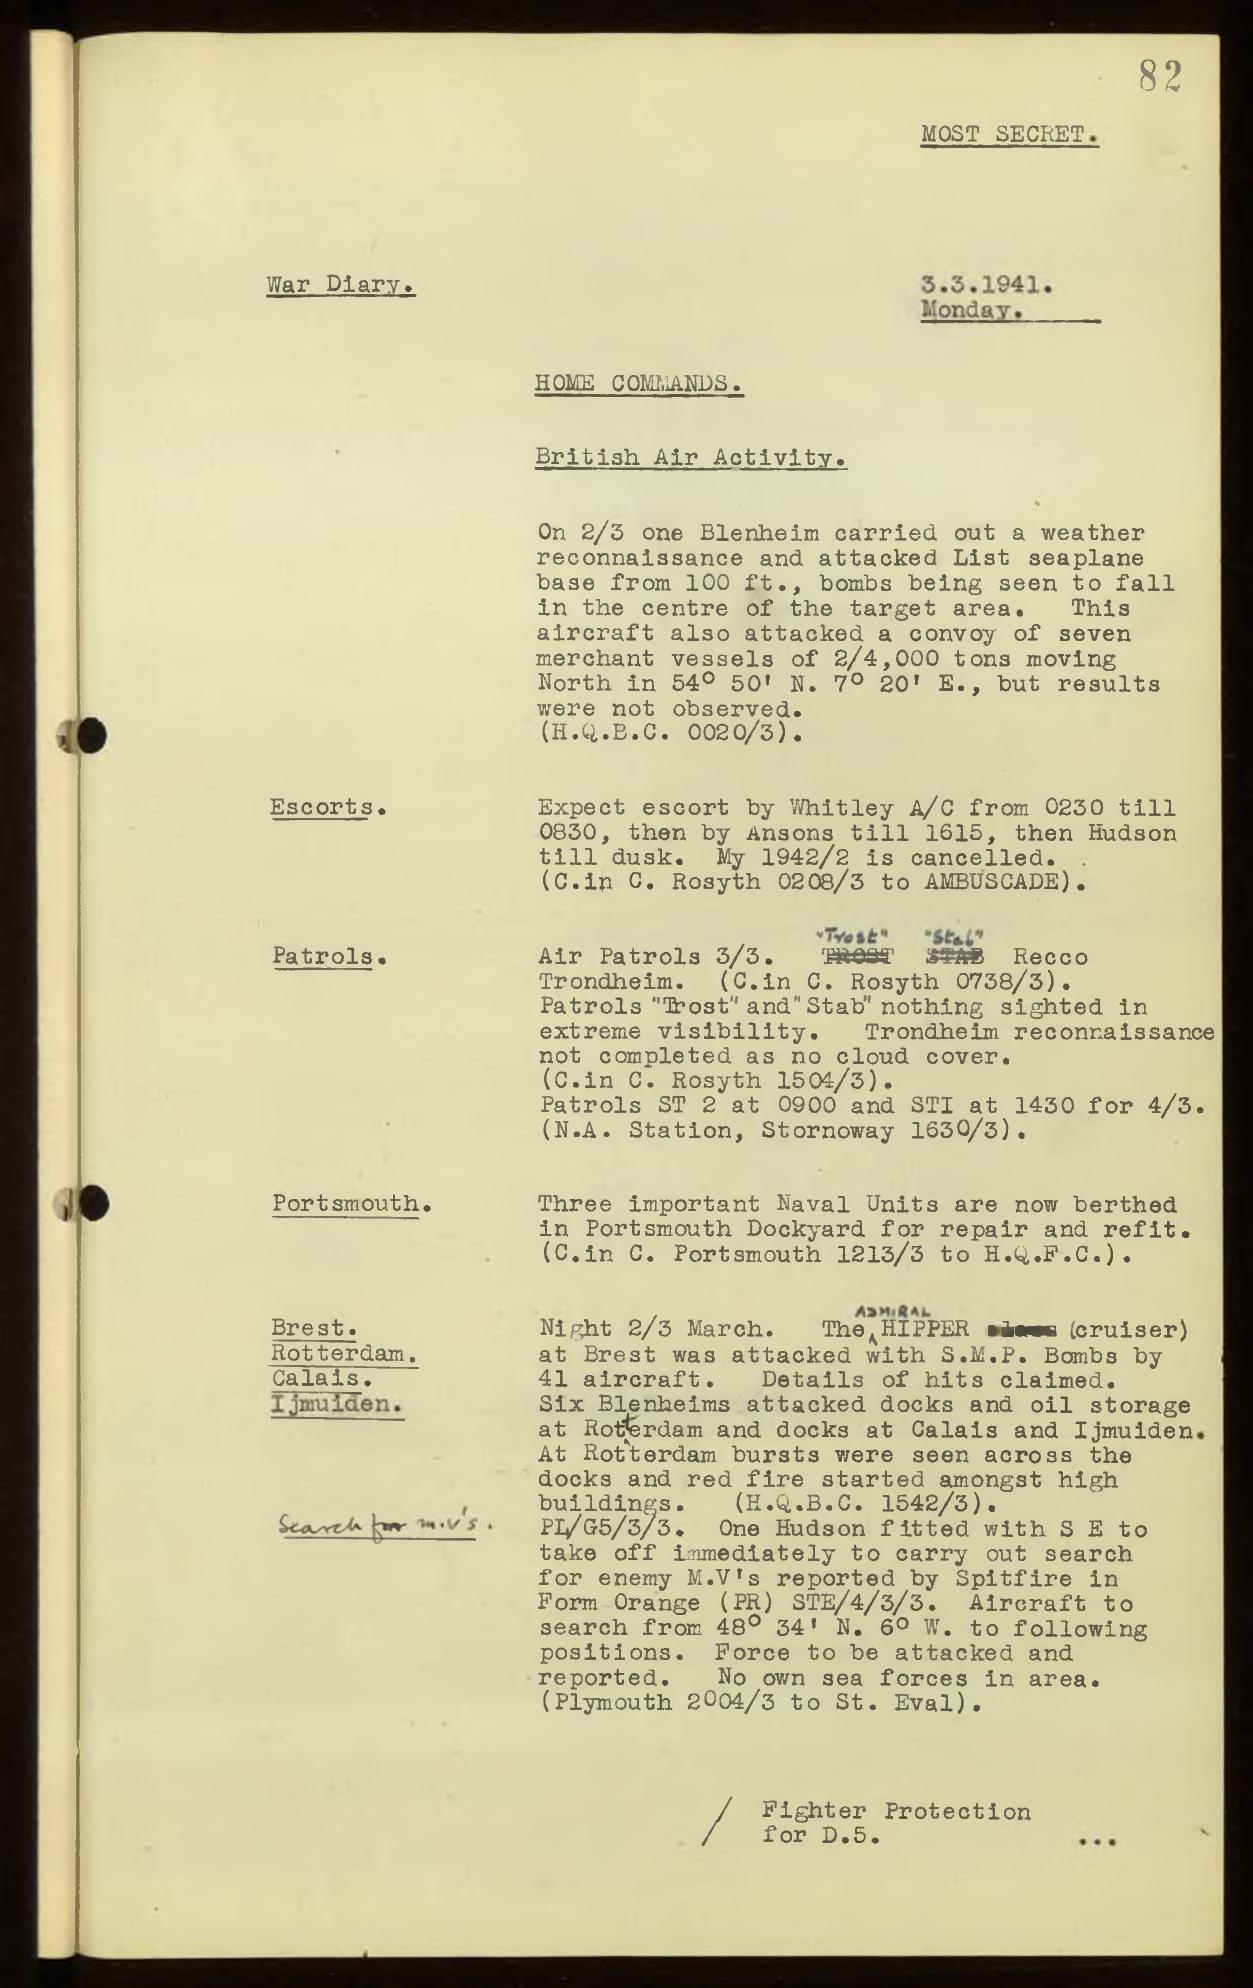 82
MOST SECRET.
War Diary.
3.3.1941.
Monday.
HOME COMMANDS.
British Air Activity.
On 2/3 one Blenheim carried out a weather
reconnaissance and attacked List seaplane
base from 100 ft., bombs being seen to fall
in the centre of the target area. This
aircraft also attacked a convoy of seven
merchant vessels of 2/4,000 tons moving
North in 54° 50' N. 7° 20' E., but results
were not observed.
(H.Q.B.C. 0020/3).
Escorts.
Expect escort by Whitley A/C from 0230 till
0830, then by Ansons till 1615, then Hudson
till dusk. My 1942/2 is cancelled.
(C.in C. Rosyth 0208/3 to AMBUSCADE).
"Trost" "Stab"
Patrols.
Air Patrols 3/3. TROST STAB Recco
Trondheim. (C.in C. Rosyth 0738/3).
Patrols "Trost" and "Stab" nothing sighted in
extreme visibility. Trondheim reconnaissance
not completed as no cloud cover.
(C.in C. Rosyth 1504/3).
Patrols ST 2 at 0900 and STI at 1430 for 4/3.
(N.A. Station, Stornoway 1630/3).
Portsmouth.
Three important Naval Units are now berthed
in Portsmouth Dockyard for repair and refit.
(C.in C. Portsmouth 1213/3 to H.Q.F.C.).
Brest.
Rotterdam.
Calais.
Ijmuiden.
ADMIRAL
Night 2/3 March. The HIPPER (cruiser)
at Brest was attacked with S.M.P. Bombs by
41 aircraft. Details of hits claimed.
Six Blenheims attacked docks and oil storage
at Rotterdam and docks at Calais and Ijmuiden.
At Rotterdam bursts were seen across the
docks and red fire started amongst high
buildings. (H.Q.B.C. 1542/3).
Search for M.V's.
PL/G5/3/3. One Hudson fitted with S E to
take off immediately to carry out search
for enemy M.V's reported by Spitfire in
Form Orange (PR) STE/4/3/3. Aircraft to
search from 48° 34' N. 6° W. to following
positions. Force to be attacked and
reported. No own sea forces in area.
(Plymouth 2004/3 to St. Eval).
/ Fighter Protection
for D.5. ...